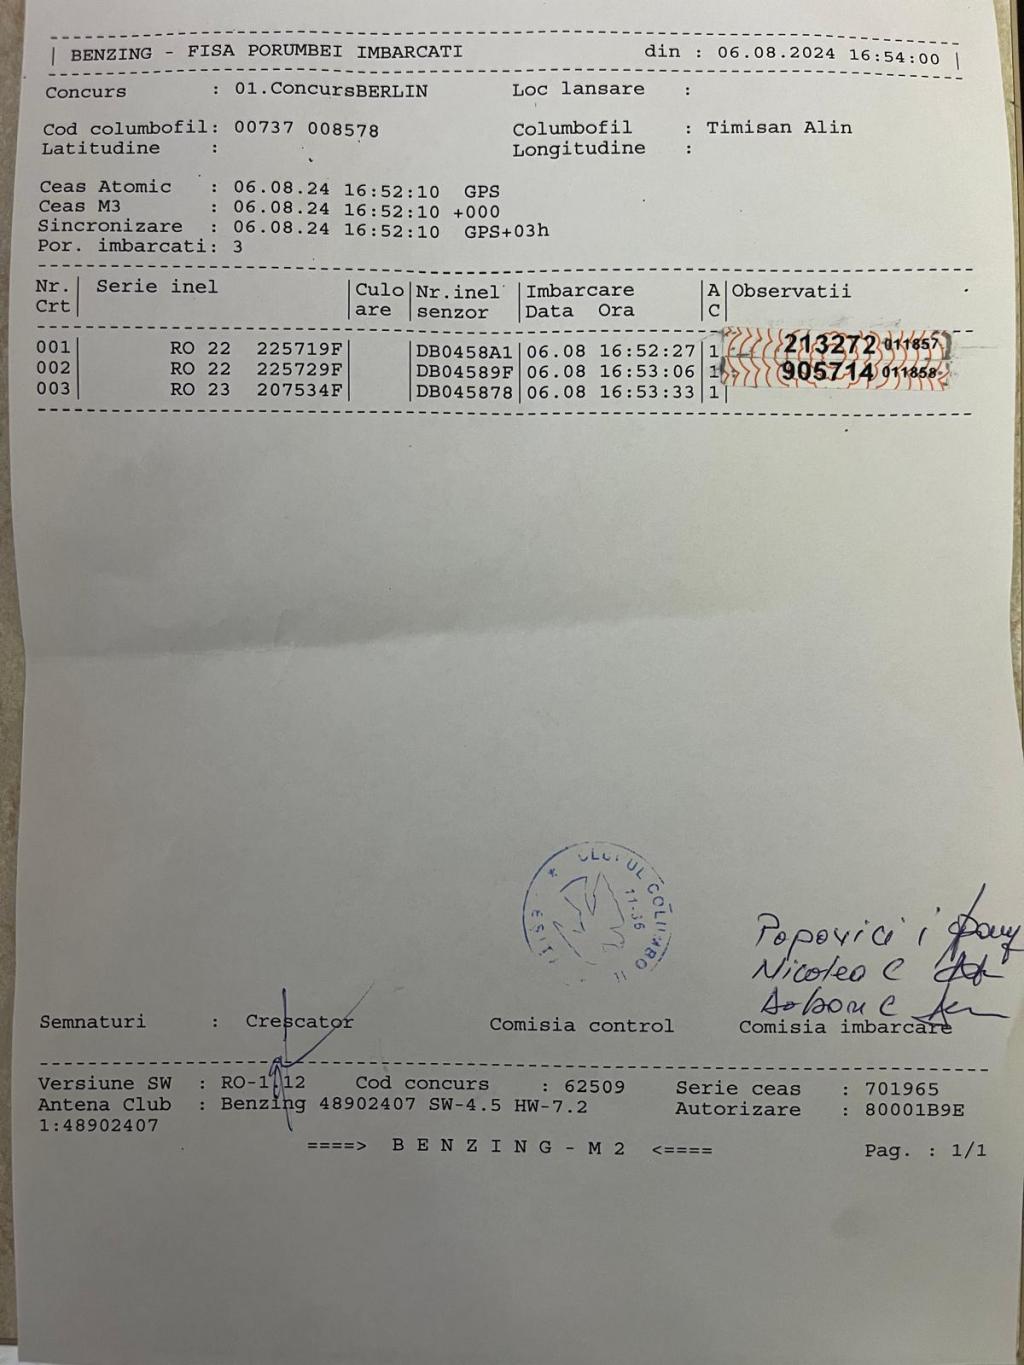 | BENZING - FISA PORUMBEI IMBARCATI din : 06.08.2024 16:54:00 |
Concurs : 01.ConcursBERLIN Loc lansare :
Cod columbofil: 00737 008578 Columbofil : Timisan Alin
Latitudine : Longitudine :
Ceas Atomic : 06.08.24 16:52:10 GPS
Ceas M3 : 06.08.24 16:52:10 +000
Sincronizare : 06.08.24 16:52:10 GPS+03h
Por. imbarcati: 3
Nr.| Serie inel |Culo|Nr.inel |Imbarcare |A|Observatii
Crt| |are |senzor |Data Ora |C|
001| RO 22 225719F| |DB0458A1|06.08 16:52:27|1| 213272 011857
002| RO 22 225729F| |DB04589F|06.08 16:53:06|1| 905714 011858
003| RO 23 207534F| |DB045878|06.08 16:53:33|1|
CLUBUL COLUMBO
11-36
Popovici i
Nicolea C
Semnaturi : Crescator Comisia control Comisia imbarcare
Versiune SW : RO-1.12 Cod concurs : 62509 Serie ceas : 701965
Antena Club : Benzing 48902407 SW-4.5 HW-7.2 Autorizare : 80001B9E
1:48902407
====> B E N Z I N G - M 2 <==== Pag. : 1/1